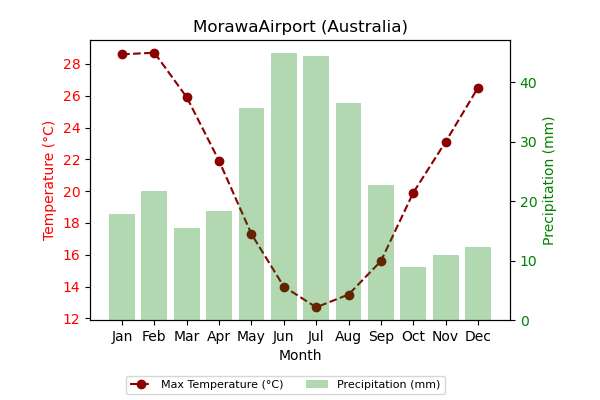 MorawaAirport (Australia)
28
26
24
22
20
18
16
14
12
Temperature (°C)
40
30
20
10
0
Precipitation (mm)
Jan Feb Mar Apr May Jun Jul Aug Sep Oct Nov Dec
Month
Max Temperature (°C) Precipitation (mm)